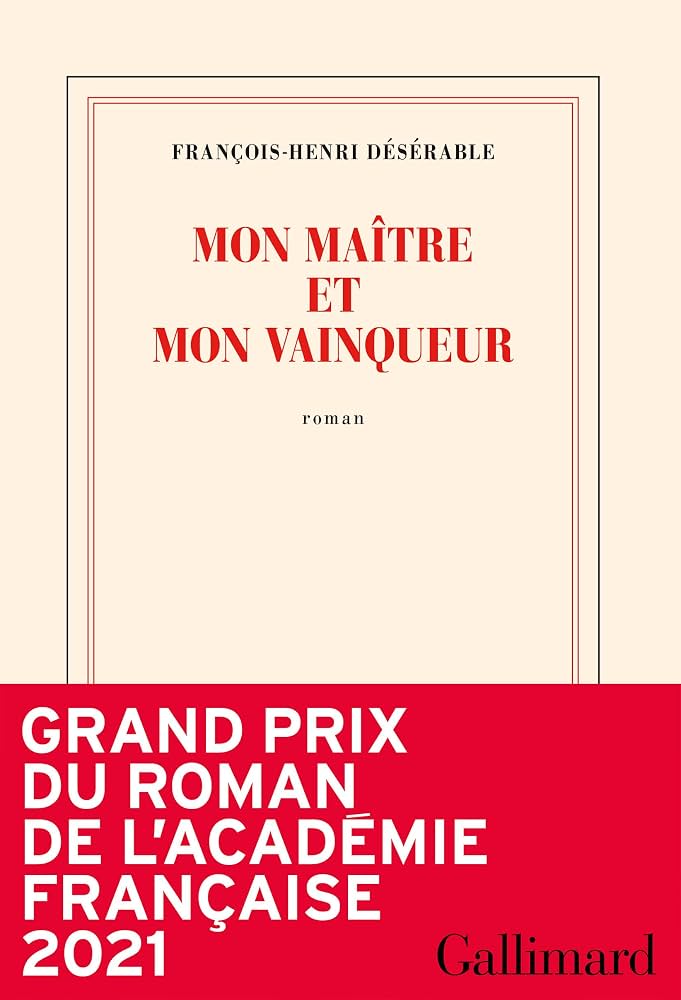 FRANÇOIS-HENRI DÉSÉRABLE
MON MAÎTRE
ET
MON VAINQUEUR
roman
GRAND PRIX
DU ROMAN
DE L'ACADÉMIE
FRANÇAISE
2021
Gallimard